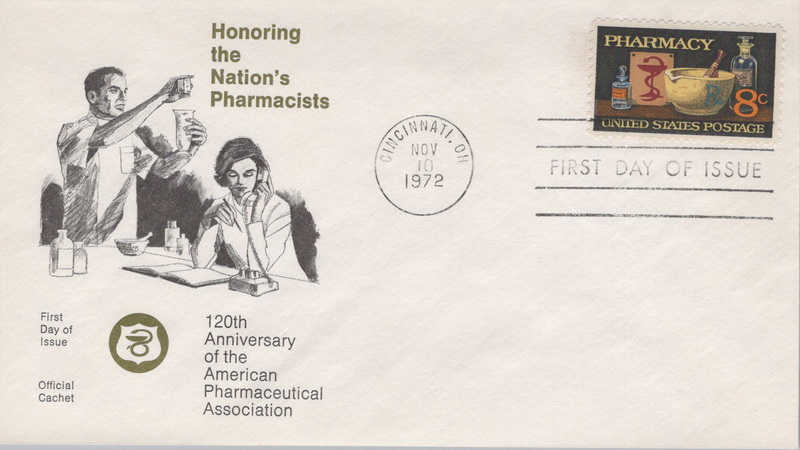 Honoring
the
Nation's
Pharmacists
PHARMACY
8c
UNITED STATES POSTAGE
CINCINNATI, OH
NOV
10
1972
FIRST DAY OF ISSUE
First
Day of
Issue
Official
Cachet
120th
Anniversary
of the
American
Pharmaceutical
Association